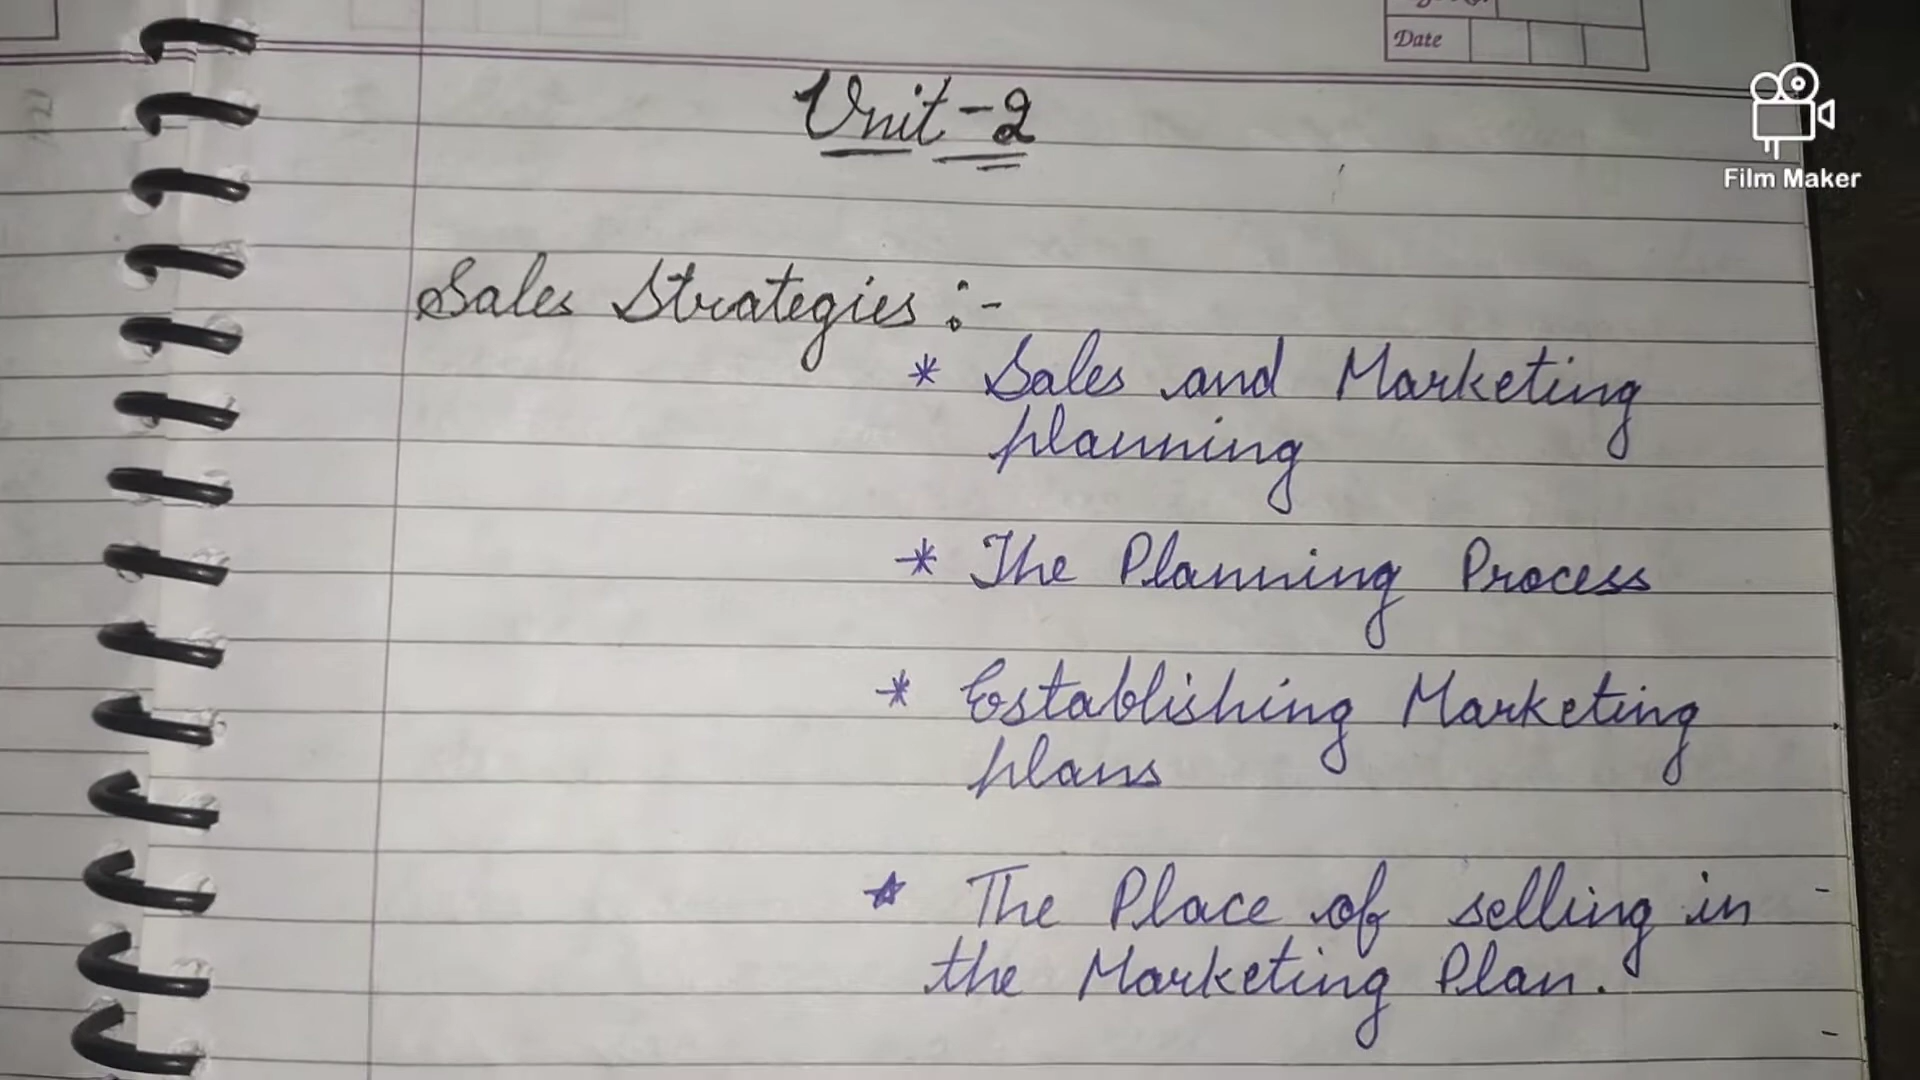 Date
Unit-2
Film Maker
Sales Strategies :-
* Sales and Marketing
planning
* The Planning Process
* Establishing Marketing
plans
* The Place of selling in
the Marketing Plan.